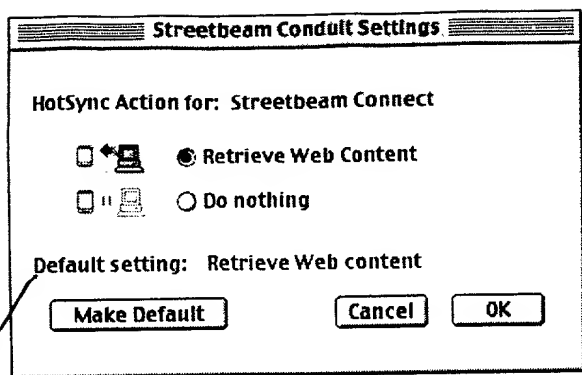 Streetbeam Conduit Settings
HotSync Action for: Streetbeam Connect
Retrieve Web Content
Do nothing
Default setting: Retrieve Web content
Make Default
Cancel
OK